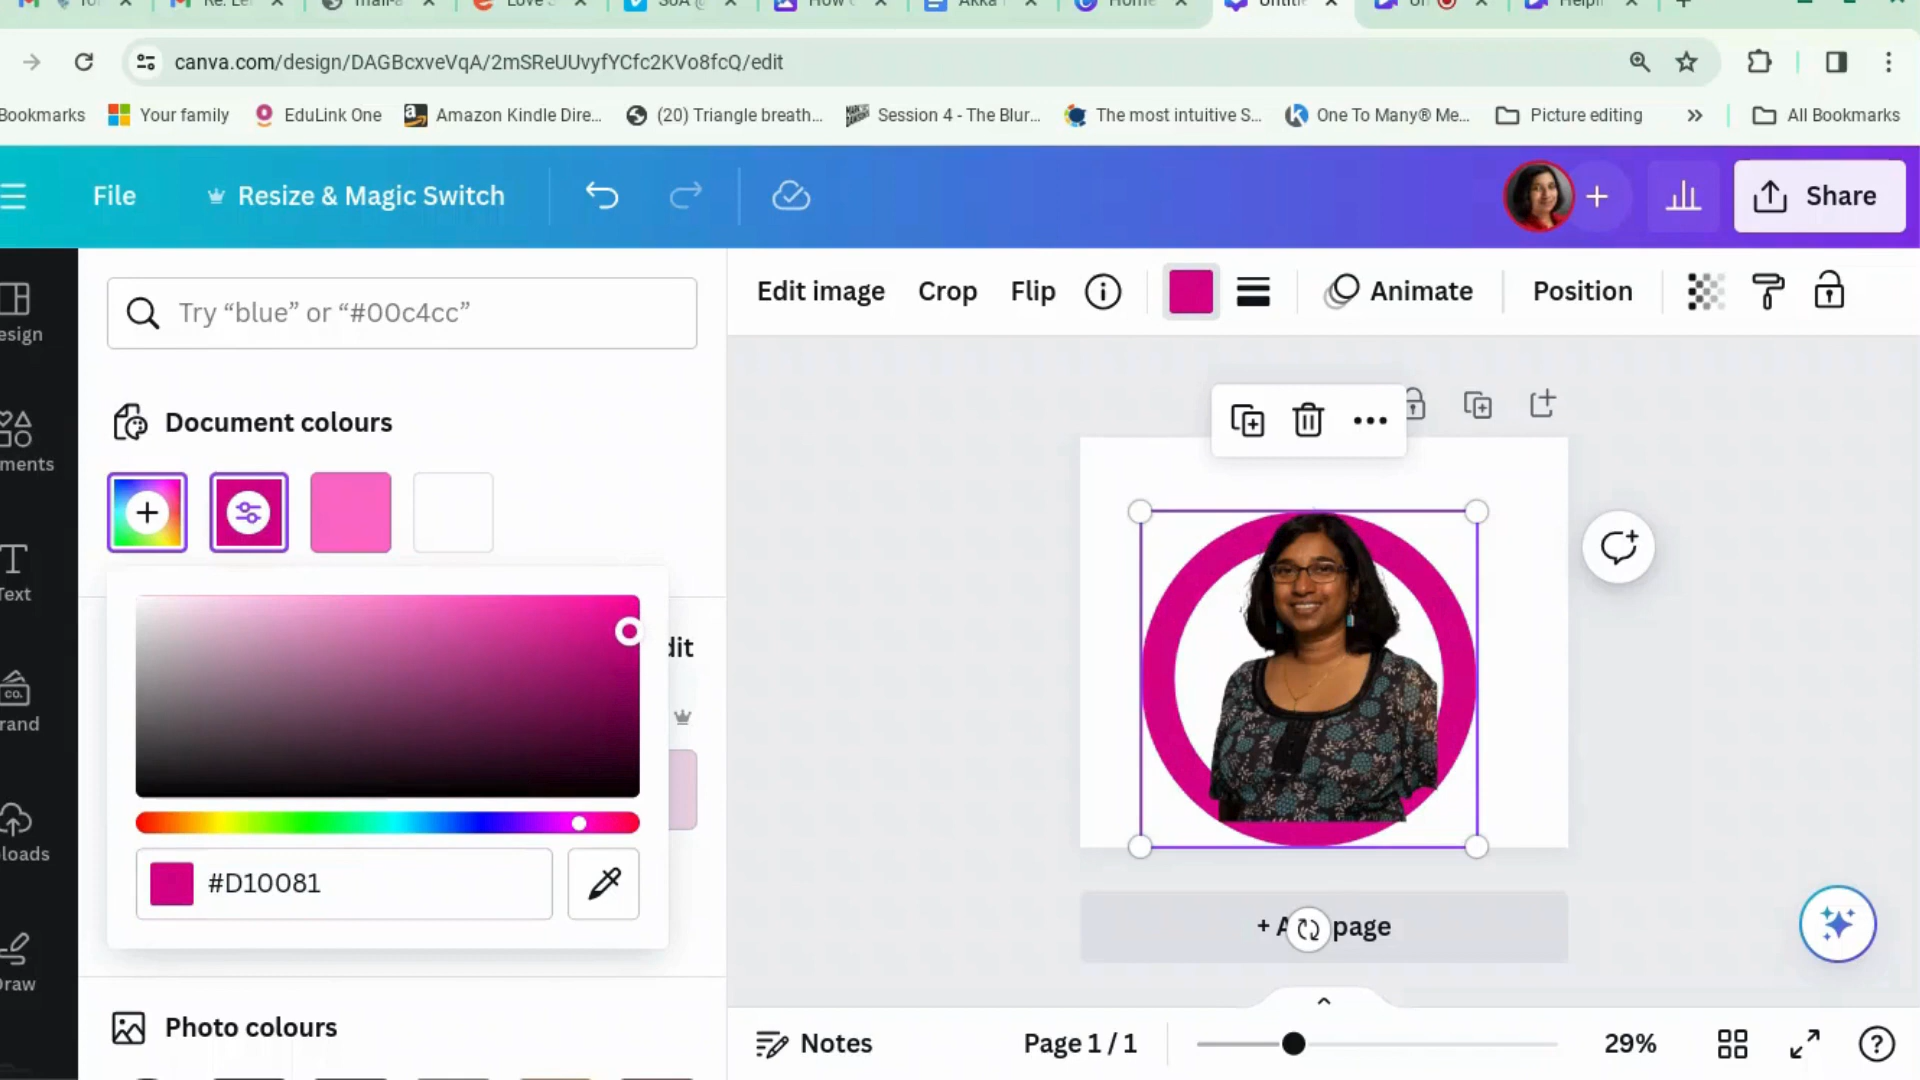 canva.com/design/DAGBcxveVqA/2mSReUUvyfYCfc2KVo8fcQ/edit
Bookmarks
Your family
EduLink One
Amazon Kindle Dire...
(20) Triangle breath...
Session 4 - The Blur...
The most intuitive S...
One To Many® Me...
Picture editing
»
All Bookmarks
File
Resize & Magic Switch
Share
Try “blue” or “#00c4cc”
Edit image
Crop
Flip
Animate
Position
esign
Document colours
ments
Text
dit
CO.
rand
loads
#D10081
+ A page
Draw
Photo colours
Notes
Page 1 / 1
29%